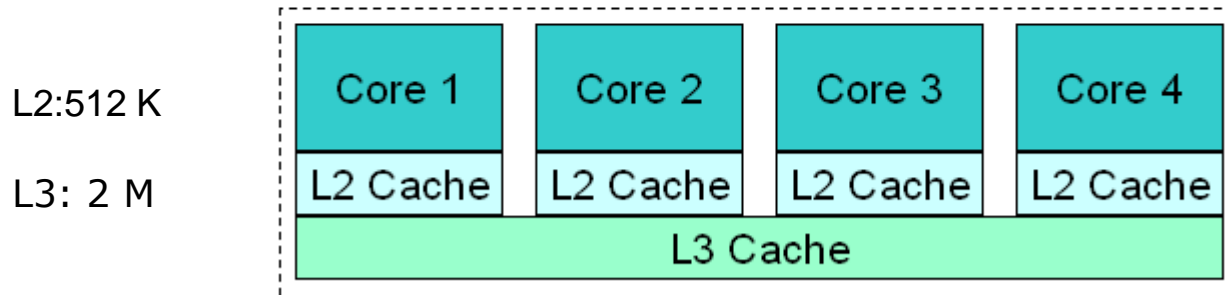 Core 1 Core 2 Core 3 Core 4
L2:512 K
L2 Cache L2 Cache L2 Cache L2 Cache
L3: 2 M
L3 Cache